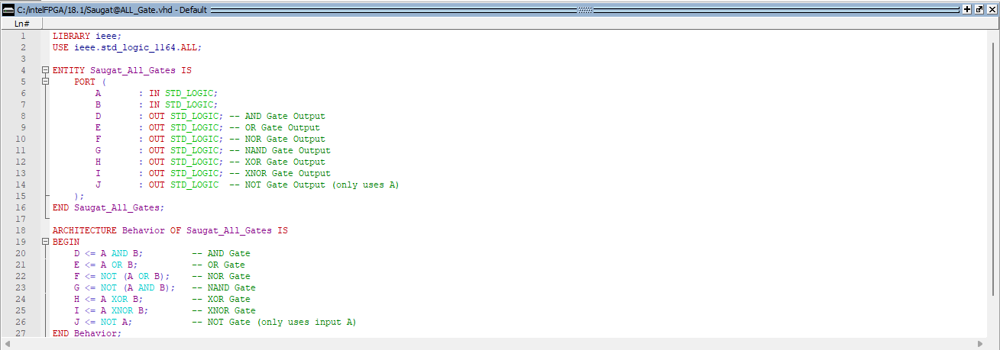 C:/intelFPGA/18.1/Saugat@ALL_Gate.vhd - Default
Ln#
1 LIBRARY ieee;
2 USE ieee.std_logic_1164.ALL;
3
4 ENTITY Saugat_All_Gates IS
5 PORT (
6 A : IN STD_LOGIC;
7 B : IN STD_LOGIC;
8 D : OUT STD_LOGIC; -- AND Gate Output
9 E : OUT STD_LOGIC; -- OR Gate Output
10 F : OUT STD_LOGIC; -- NOR Gate Output
11 G : OUT STD_LOGIC; -- NAND Gate Output
12 H : OUT STD_LOGIC; -- XOR Gate Output
13 I : OUT STD_LOGIC; -- XNOR Gate Output
14 J : OUT STD_LOGIC -- NOT Gate Output (only uses A)
15 );
16 END Saugat_All_Gates;
17
18 ARCHITECTURE Behavior OF Saugat_All_Gates IS
19 BEGIN
20 D <= A AND B; -- AND Gate
21 E <= A OR B; -- OR Gate
22 F <= NOT (A OR B); -- NOR Gate
23 G <= NOT (A AND B); -- NAND Gate
24 H <= A XOR B; -- XOR Gate
25 I <= A XNOR B; -- XNOR Gate
26 J <= NOT A; -- NOT Gate (only uses input A)
27 END Behavior;